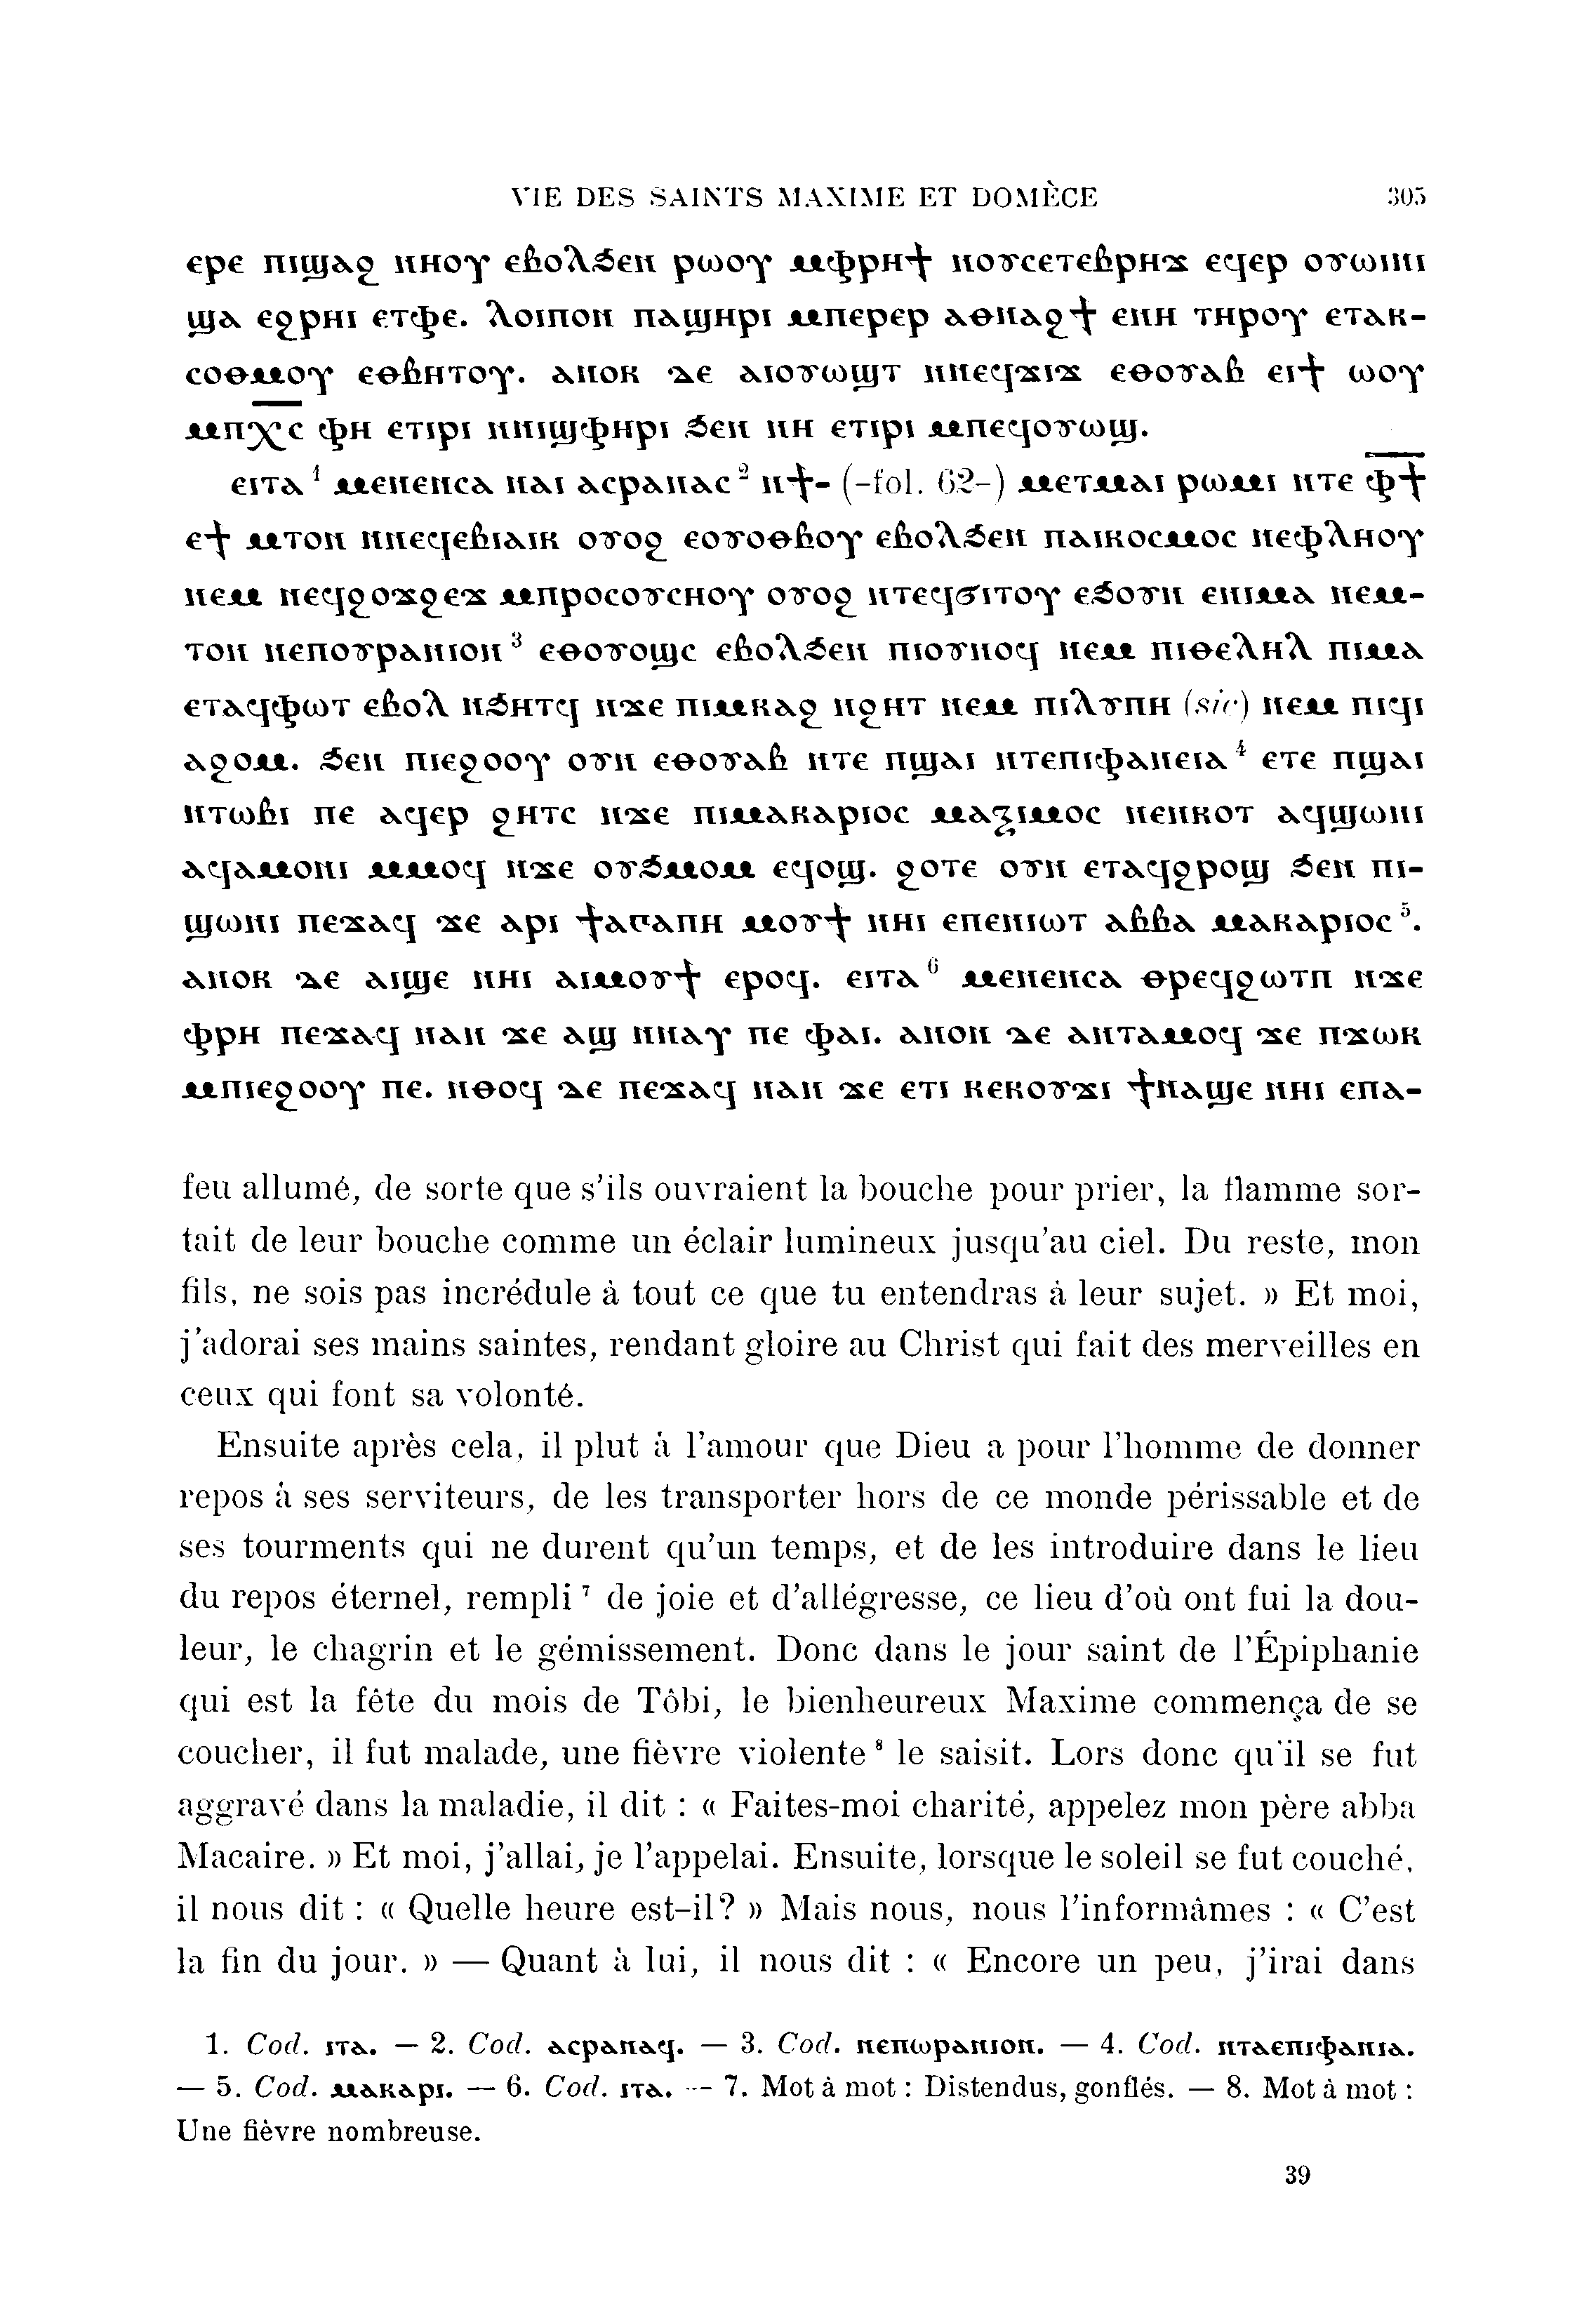 VIE DES SAINTS MAXIME ET DOMÈCE 305
ⲉⲣⲉ ⲡⲓϣⲁϩ ⲛⲏⲟⲩ ⲉⲃⲟⲗϧⲉⲛ ⲣⲱⲟⲩ ⲙⲫⲣⲏϯ ⲛⲟⲩⲥⲉⲧⲉⲃⲣⲏϫ ⲉϥⲉⲣ ⲟⲩⲱⲓⲛⲓ
ϣⲁ ⲉϩⲣⲏⲓ ⲉⲧⲫⲉ. ⲗⲟⲓⲡⲟⲛ ⲡⲁϣⲏⲣⲓ ⲙⲡⲉⲣⲉⲣ ⲁⲑⲛⲁϩϯ ⲉⲛⲏ ⲧⲏⲣⲟⲩ ⲉⲧⲁⲕ-
ⲥⲟⲑⲙⲟⲩ ⲉⲑⲃⲏⲧⲟⲩ. ⲁⲛⲟⲕ ⲇⲉ ⲁⲓⲟⲩⲱϣⲧ ⲛⲛⲉϥϫⲓϫ ⲉⲑⲟⲩⲁⲃ ⲉⲓϯ ⲱⲟⲩ
ⲙⲡⲭ̅ⲥ̅ ⲫⲏ ⲉⲧⲓⲣⲓ ⲛⲛⲓϣⲫⲏⲣⲓ ϧⲉⲛ ⲛⲏ ⲉⲧⲓⲣⲓ ⲙⲡⲉϥⲟⲩⲱϣ.
ⲉⲓⲧⲁ ¹ ⲙⲉⲛⲉⲛⲥⲁ ⲛⲁⲓ ⲁⲥⲣⲁⲛⲁⲥ ² ⲛϯ- (-fol. 62-) ⲙⲉⲧⲙⲁⲓ ⲣⲱⲙⲓ ⲛⲧⲉ ⲫ̅ϯ̅
ⲉϯ ⲙⲧⲟⲛ ⲛⲛⲉϥⲉⲃⲓⲁⲓⲕ ⲟⲩⲟϩ ⲉⲟⲩⲟⲑⲃⲟⲩ ⲉⲃⲟⲗϧⲉⲛ ⲡⲁⲓⲕⲟⲥⲙⲟⲥ ⲛⲉⲫⲗⲏⲟⲩ
ⲛⲉⲙ ⲛⲉϥϩⲟϫϩⲉϫ ⲙⲡⲣⲟⲥⲟⲩⲥⲏⲟⲩ ⲟⲩⲟϩ ⲛⲧⲉϥϭⲓⲧⲟⲩ ⲉϧⲟⲩⲛ ⲉⲡⲓⲙⲁ ⲛⲉⲙ-
ⲧⲟⲛ ⲛⲉⲡⲟⲩⲣⲁⲛⲓⲟⲛ ³ ⲉⲑⲟⲩⲟϣⲥ ⲉⲃⲟⲗϧⲉⲛ ⲡⲓⲟⲩⲛⲟϥ ⲛⲉⲙ ⲡⲓⲑⲉⲗⲏⲗ ⲡⲓⲙⲁ
ⲉⲧⲁϥⲫⲱⲧ ⲉⲃⲟⲗ ⲛϧⲏⲧϥ ⲛϫⲉ ⲡⲓⲙⲕⲁϩ ⲛϩⲏⲧ ⲛⲉⲙ ⲡⲓⲗⲩⲡⲏ (sic) ⲛⲉⲙ ⲡⲓϥⲓ
ⲁϩⲟⲙ. ϧⲉⲛ ⲡⲓⲉϩⲟⲟⲩ ⲟⲩⲛ ⲉⲑⲟⲩⲁⲃ ⲛⲧⲉ ⲡϣⲁⲓ ⲛⲧⲉⲡⲓⲫⲁⲛⲉⲓⲁ ⁴ ⲉⲧⲉ ⲡϣⲁⲓ
ⲛⲧⲱⲃⲓ ⲡⲉ ⲁϥⲉⲣ ϩⲏⲧⲥ ⲛϫⲉ ⲡⲓⲙⲁⲕⲁⲣⲓⲟⲥ ⲙⲁⲝⲓⲙⲟⲥ ⲛⲉⲛⲕⲟⲧ ⲁϥϣⲱⲛⲓ
ⲁϥⲁⲙⲟⲛⲓ ⲙⲙⲟϥ ⲛϫⲉ ⲟⲩϧⲙⲟⲙ ⲉϥⲟϣ. ϩⲟⲧⲉ ⲟⲩⲛ ⲉⲧⲁϥϩⲣⲟϣ ϧⲉⲛ ⲡⲓ-
ϣⲱⲛⲓ ⲡⲉϫⲁϥ ϫⲉ ⲁⲣⲓ ϯⲁⲅⲁⲡⲏ ⲙⲟⲩϯ ⲛⲏⲓ ⲉⲡⲉⲛⲓⲱⲧ ⲁⲃⲃⲁ ⲙⲁⲕⲁⲣⲓⲟⲥ ⁵.
ⲁⲛⲟⲕ ⲇⲉ ⲁⲓϣⲉ ⲛⲏⲓ ⲁⲓⲙⲟⲩϯ ⲉⲣⲟϥ. ⲉⲓⲧⲁ ⁶ ⲙⲉⲛⲉⲛⲥⲁ ⲑⲣⲉϥϩⲱⲧⲡ ⲛϫⲉ
ⲫⲣⲏ ⲡⲉϫⲁϥ ⲛⲁⲛ ϫⲉ ⲁϣ ⲛⲛⲁⲩ ⲡⲉ ⲫⲁⲓ. ⲁⲛⲟⲛ ⲇⲉ ⲁⲛⲧⲁⲙⲟϥ ϫⲉ ⲡϫⲱⲕ
ⲙⲡⲓⲉϩⲟⲟⲩ ⲡⲉ. ⲛⲑⲟϥ ⲇⲉ ⲡⲉϫⲁϥ ⲛⲁⲛ ϫⲉ ⲉⲧⲓ ⲕⲉⲕⲟⲩϫⲓ ϯⲛⲁϣⲉ ⲛⲏⲓ ⲉⲡⲁ-
feu allumé, de sorte que s'ils ouvraient la bouche pour prier, la flamme sor-
tait de leur bouche comme un éclair lumineux jusqu'au ciel. Du reste, mon
fils, ne sois pas incrédule à tout ce que tu entendras à leur sujet. » Et moi,
j'adorai ses mains saintes, rendant gloire au Christ qui fait des merveilles en
ceux qui font sa volonté.
Ensuite après cela, il plut à l'amour que Dieu a pour l'homme de donner
repos à ses serviteurs, de les transporter hors de ce monde périssable et de
ses tourments qui ne durent qu'un temps, et de les introduire dans le lieu
du repos éternel, rempli ⁷ de joie et d'allégresse, ce lieu d'où ont fui la dou-
leur, le chagrin et le gémissement. Donc dans le jour saint de l'Épiphanie
qui est la fête du mois de Tôbi, le bienheureux Maxime commença de se
coucher, il fut malade, une fièvre violente ⁸ le saisit. Lors donc qu'il se fut
aggravé dans la maladie, il dit : « Faites-moi charité, appelez mon père abba
Macaire. » Et moi, j'allai, je l'appelai. Ensuite, lorsque le soleil se fut couché,
il nous dit : « Quelle heure est-il? » Mais nous, nous l'informâmes : « C'est
la fin du jour. » — Quant à lui, il nous dit : « Encore un peu, j'irai dans
1. Cod. ⲓⲧⲁ. — 2. Cod. ⲁⲥⲣⲁⲛⲁϥ. — 3. Cod. ⲛⲉⲡⲱⲣⲁⲛⲓⲟⲛ. — 4. Cod. ⲛⲧⲁⲉⲡⲓⲫⲁⲛⲓⲁ.
— 5. Cod. ⲙⲁⲕⲁⲣⲓ. — 6. Cod. ⲓⲧⲁ. — 7. Mot à mot : Distendus, gonflés. — 8. Mot à mot :
Une fièvre nombreuse.
39